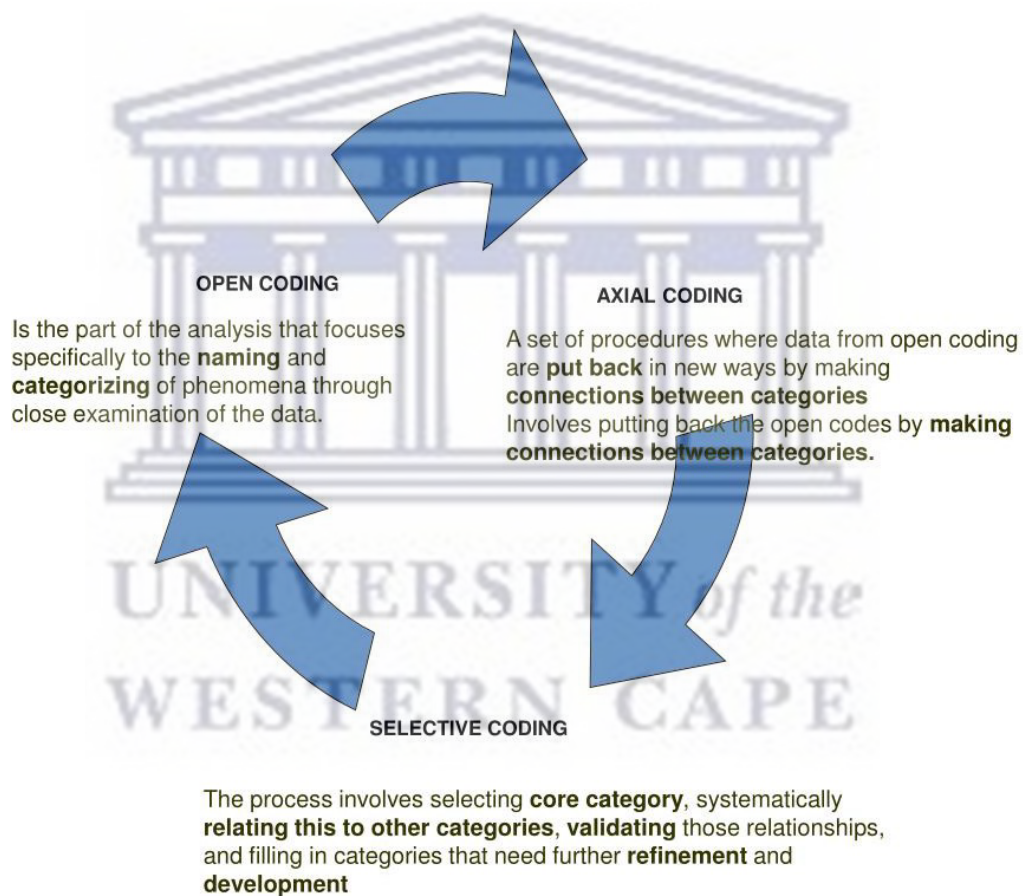 OPEN CODING
Is the part of the analysis that focuses
specifically to the naming and
categorizing of phenomena through
close examination of the data.
AXIAL CODING
A set of procedures where data from open coding
are put back in new ways by making
connections between categories
Involves putting back the open codes by making
connections between categories.
UNIVERSITY of the
WESTERN CAPE
SELECTIVE CODING
The process involves selecting core category, systematically
relating this to other categories, validating those relationships,
and filling in categories that need further refinement and
development